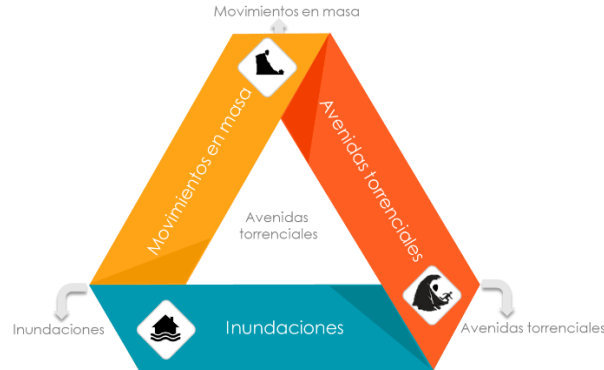 Movimientos en masa
Movimientos en masa
Avenidas torrenciales
Avenidas
torrenciales
Inundaciones
Inundaciones
Avenidas torrenciales